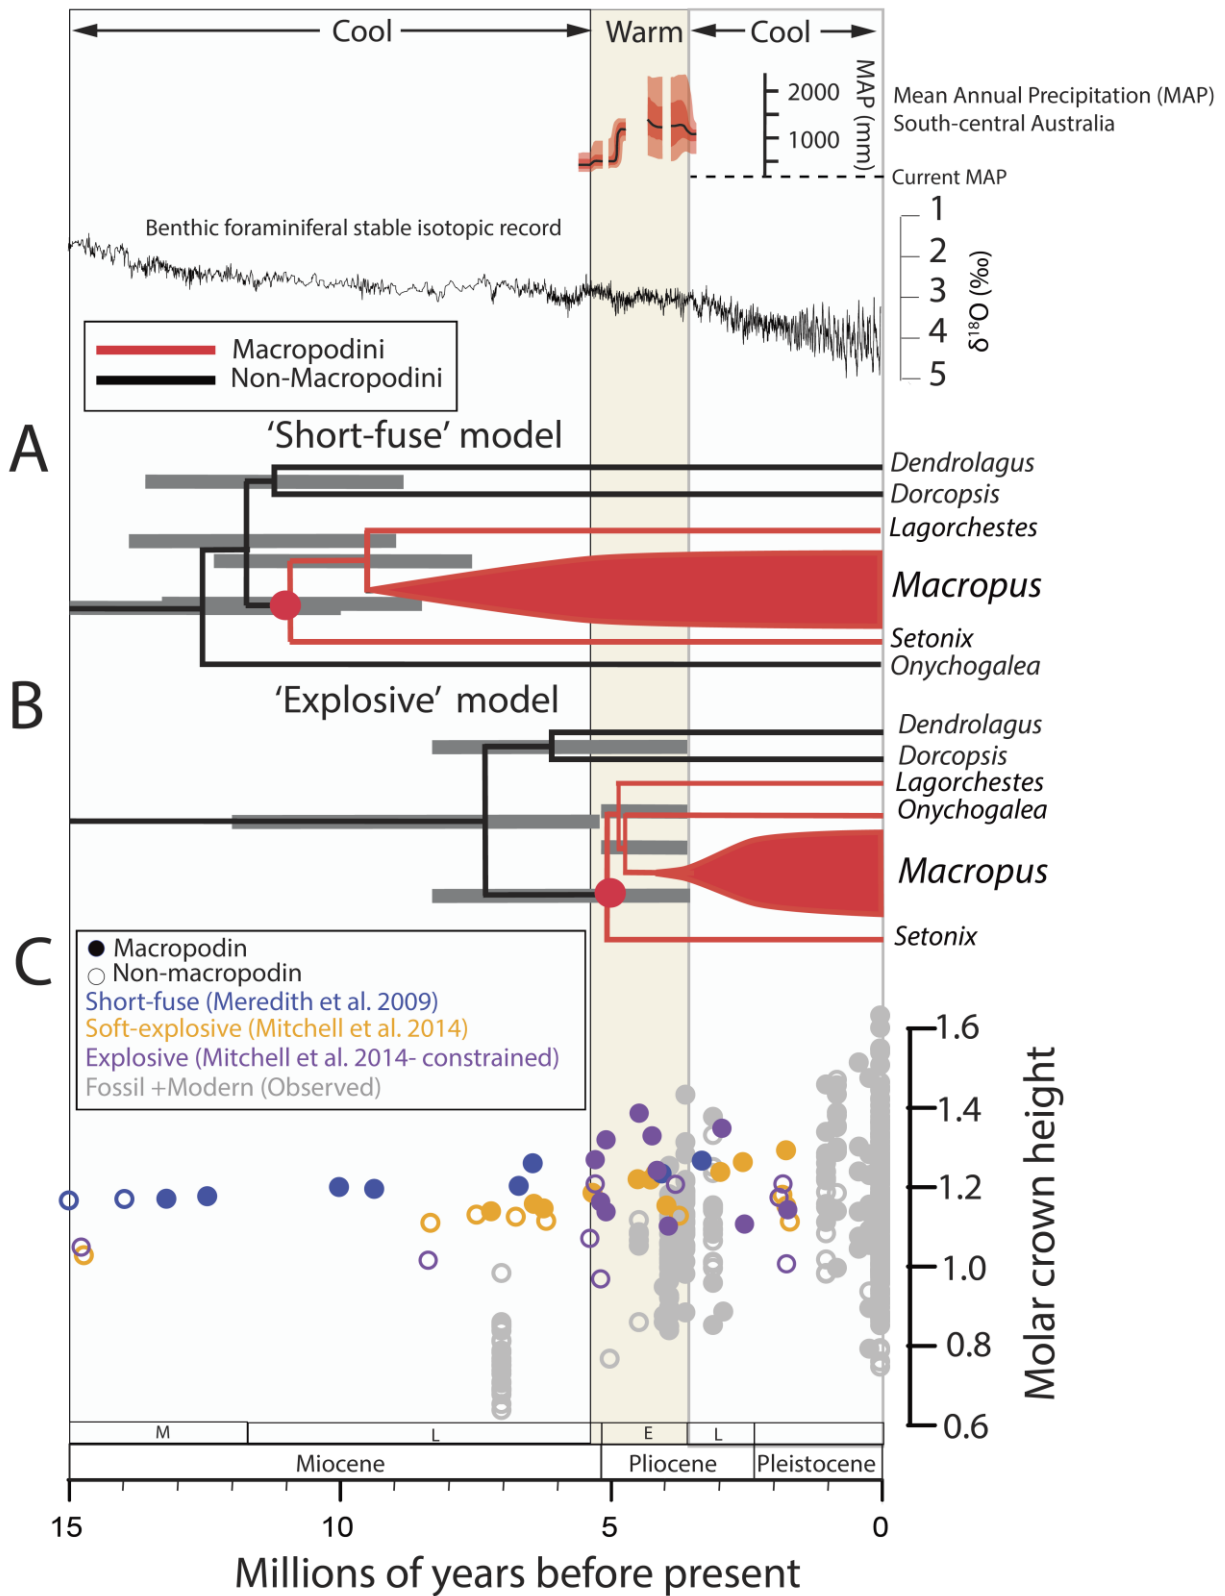 Cool
Warm
Cool
2000
1000
MAP (mm)
Mean Annual Precipitation (MAP)
South-central Australia
Current MAP
Benthic foraminiferal stable isotopic record
1
2
3
4
5
δ¹⁸O (‰)
Macropodini
Non-Macropodini
A
'Short-fuse' model
Dendrolagus
Dorcopsis
Lagorchestes
Macropus
Setonix
Onychogalea
B
'Explosive' model
Dendrolagus
Dorcopsis
Lagorchestes
Onychogalea
Macropus
Setonix
C
Macropodin
Non-macropodin
Short-fuse (Meredith et al. 2009)
Soft-explosive (Mitchell et al. 2014)
Explosive (Mitchell et al. 2014- constrained)
Fossil +Modern (Observed)
1.6
1.4
1.2
1.0
0.8
0.6
Molar crown height
M
L
E
L
Miocene
Pliocene
Pleistocene
15
10
5
0
Millions of years before present